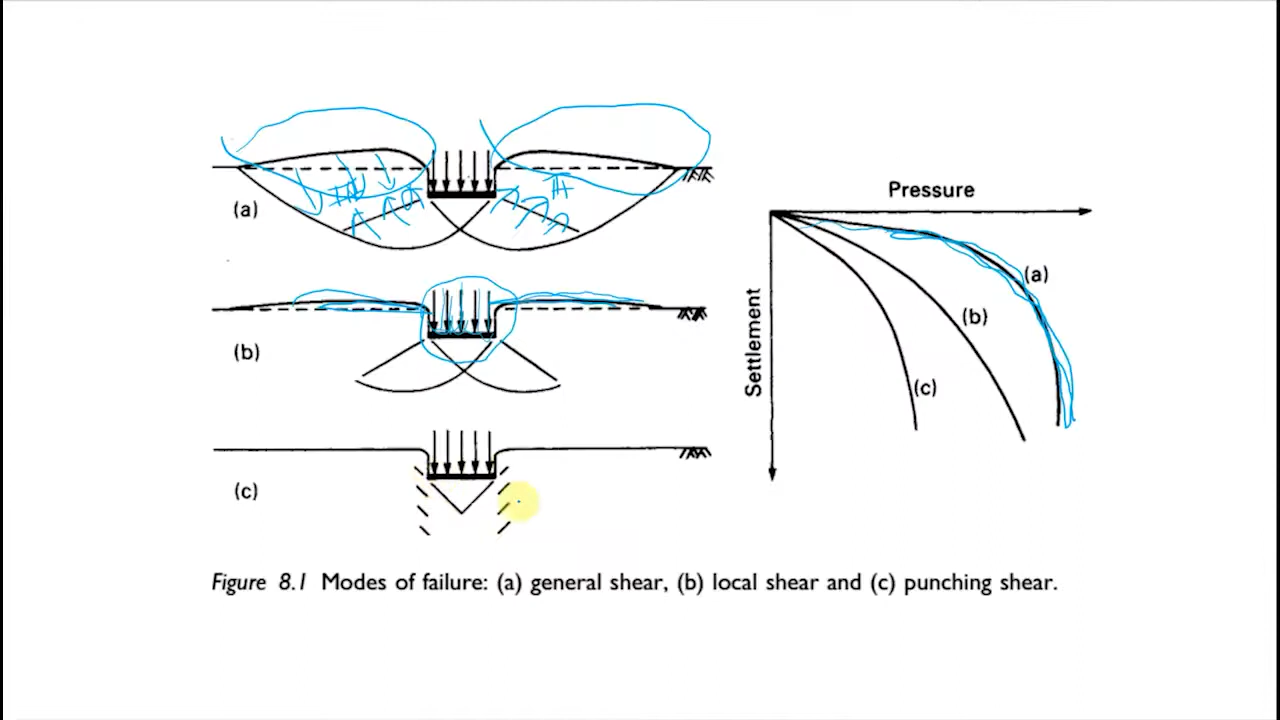 (a)
(b)
(c)
Pressure
Settlement
(a)
(b)
(c)
Figure 8.1 Modes of failure: (a) general shear, (b) local shear and (c) punching shear.